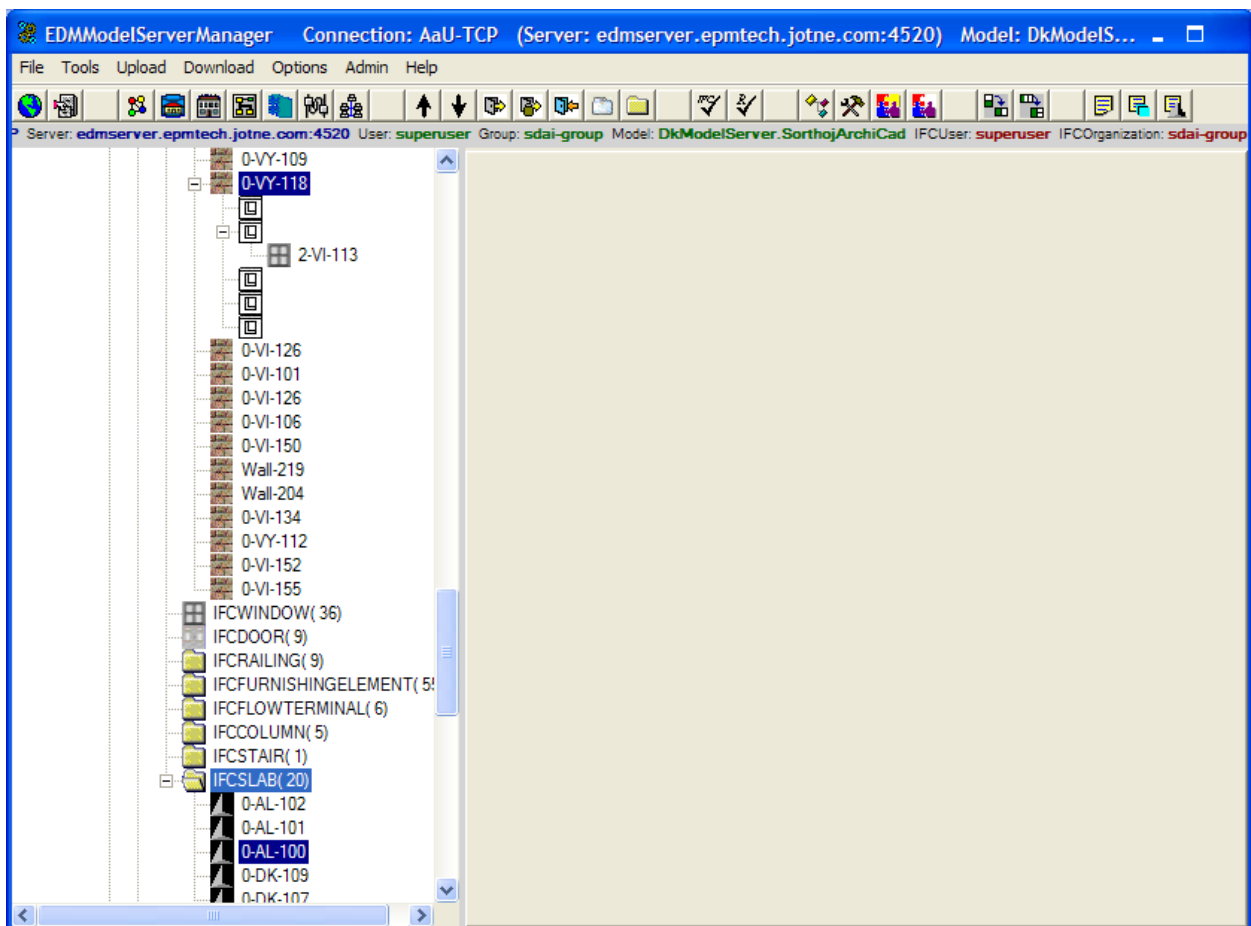 EDMModelServerManager Connection: AaU-TCP (Server: edmserver.epmtech.jotne.com:4520) Model: DkModelS...
File Tools Upload Download Options Admin Help
P Server: edmserver.epmtech.jotne.com:4520 User: superuser Group: sdai-group Model: DkModelServer.SorthojArchiCad IFCUser: superuser IFCOrganization: sdai-group
0-VY-109
0-VY-118
2-VI-113
0-VI-126
0-VI-101
0-VI-126
0-VI-106
0-VI-150
Wall-219
Wall-204
0-VI-134
0-VY-112
0-VI-152
0-VI-155
IFCWINDOW( 36)
IFCDOOR( 9)
IFCRAILING( 9)
IFCFURNISHINGELEMENT( 5
IFCFLOWTERMINAL( 6)
IFCCOLUMN( 5)
IFCSTAIR( 1)
IFCSLAB( 20)
0-AL-102
0-AL-101
0-AL-100
0-DK-109
0-DK-107